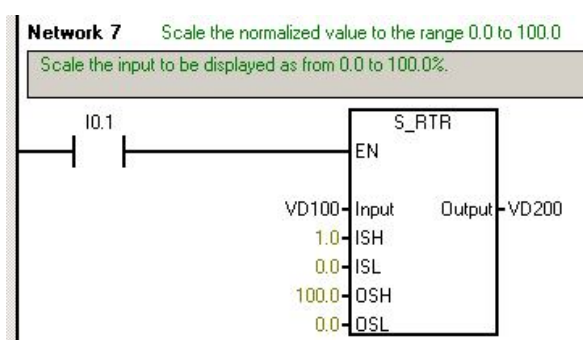 Network 7 Scale the normalized value to the range 0.0 to 100.0
Scale the input to be displayed as from 0.0 to 100.0%.
I0.1
S_RTR
EN
VD100 Input Output VD200
1.0 ISH
0.0 ISL
100.0 OSH
0.0 OSL